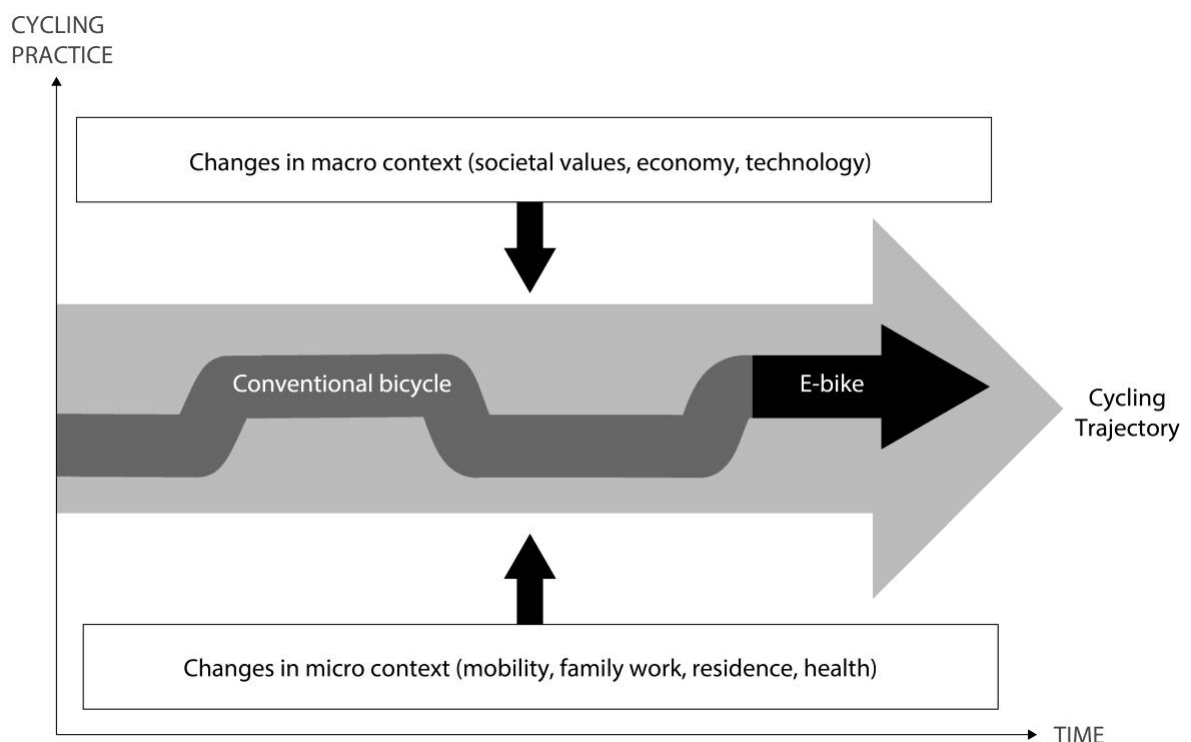 CYCLING
PRACTICE
Changes in macro context (societal values, economy, technology)
Conventional bicycle
E-bike
Cycling
Trajectory
Changes in micro context (mobility, family work, residence, health)
TIME